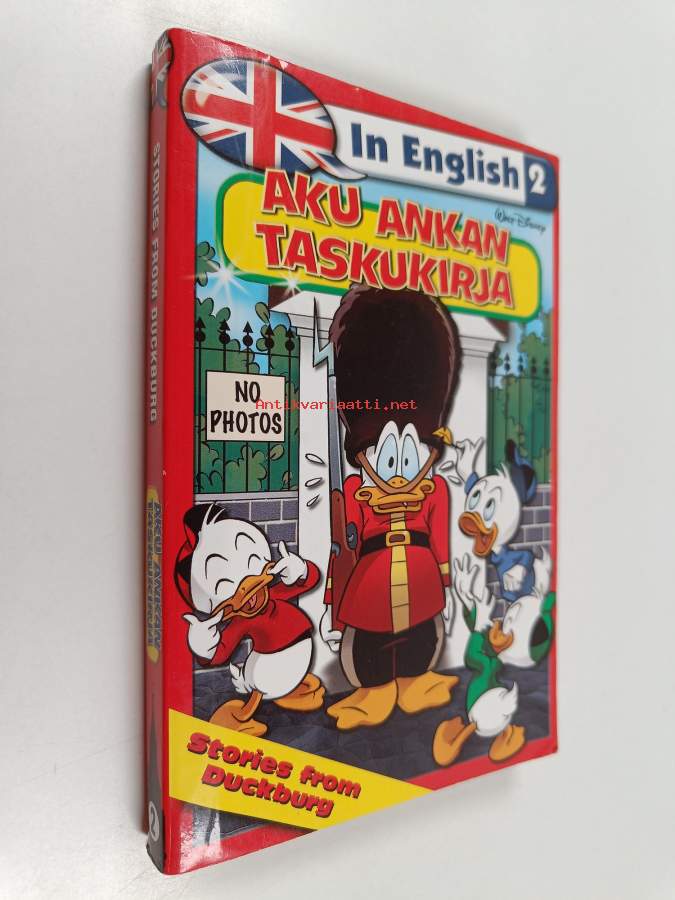 In English 2
Walt Disney
AKU ANKAN
TASKUKIRJA
NO
PHOTOS
Antikvariaatti.net
Stories from
Duckburg
STORIES FROM DUCKBURG
AKU ANKAN
TASKUKIRJA
2